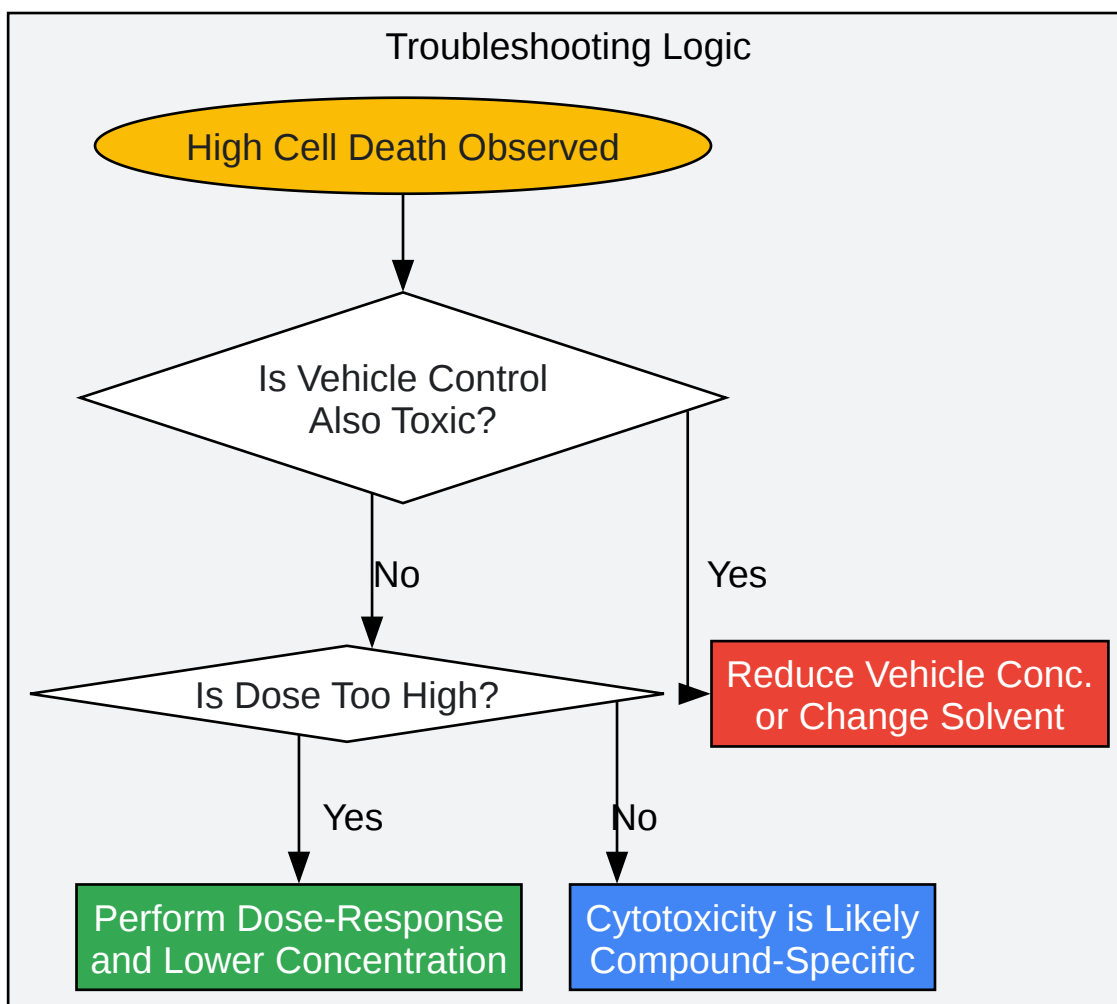 Troubleshooting Logic
High Cell Death Observed
Is Vehicle Control
Also Toxic?
No
Yes
Is Dose Too High?
Reduce Vehicle Conc.
or Change Solvent
Yes
No
Perform Dose-Response
and Lower Concentration
Cytotoxicity is Likely
Compound-Specific